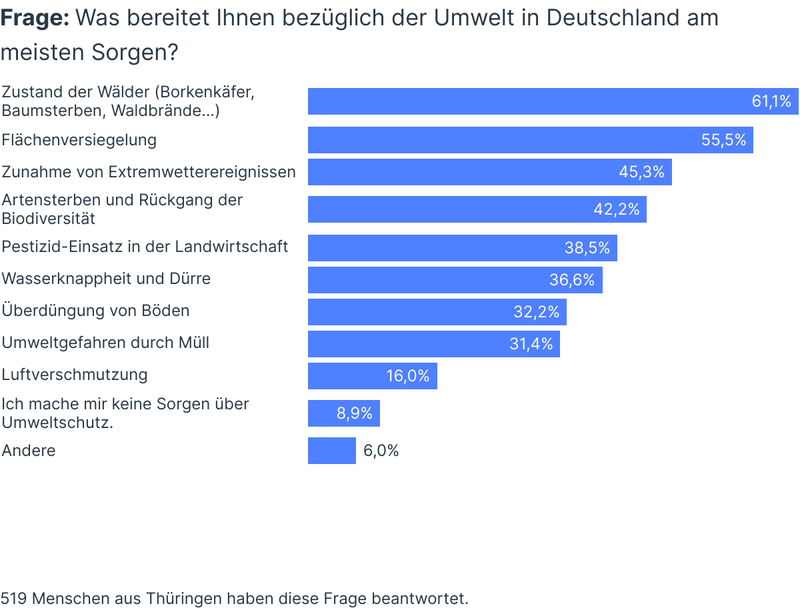 Frage: Was bereitet Ihnen bezüglich der Umwelt in Deutschland am
meisten Sorgen?
Zustand der Wälder (Borkenkäfer,
Baumsterben, Waldbrände...)
61,1%
Flächenversiegelung
55,5%
Zunahme von Extremwetterereignissen
45,3%
Artensterben und Rückgang der
Biodiversität
42,2%
Pestizid-Einsatz in der Landwirtschaft
38,5%
Wasserknappheit und Dürre
36,6%
Überdüngung von Böden
32,2%
Umweltgefahren durch Müll
31,4%
Luftverschmutzung
16,0%
Ich mache mir keine Sorgen über
Umweltschutz.
8,9%
Andere
6,0%
519 Menschen aus Thüringen haben diese Frage beantwortet.